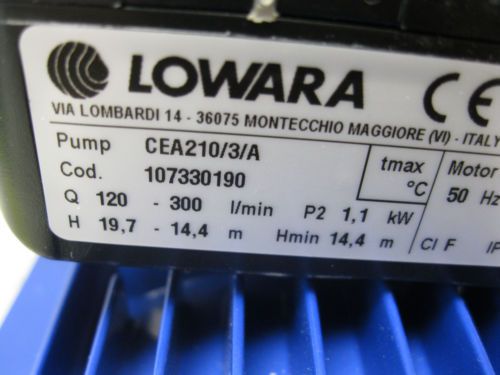 LOWARA CE
VIA LOMBARDI 14 - 36075 MONTECCHIO MAGGIORE (VI) - ITALY
Pump CEA210/3/A tmax Motor
Cod. 107330190 °C 50 Hz
Q 120 - 300 l/min P2 1,1 kW
H 19,7 - 14,4 m Hmin 14,4 m Cl F IP